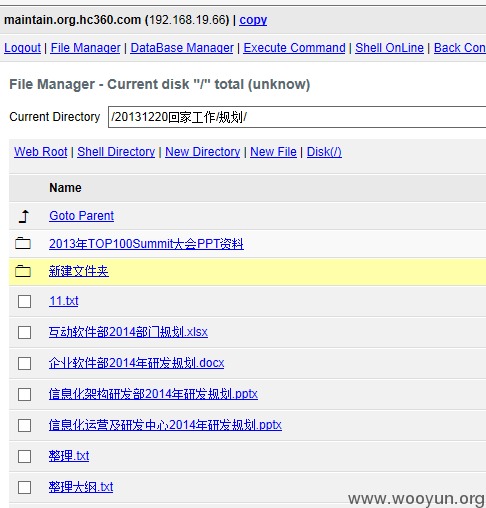 maintain.org.hc360.com (192.168.19.66) | copy
Logout | File Manager | DataBase Manager | Execute Command | Shell OnLine | Back Con
File Manager - Current disk "/" total (unknow)
Current Directory /20131220回家工作/规划/
Web Root | Shell Directory | New Directory | New File | Disk(/)
Name
Goto Parent
2013年TOP100Summit大会PPT资料
新建文件夹
11.txt
互动软件部2014部门规划.xlsx
企业软件部2014年研发规划.docx
信息化架构研发部2014年研发规划.pptx
信息化运营及研发中心2014年研发规划.pptx
整理.txt
整理大纲.txt
www.wooyun.org